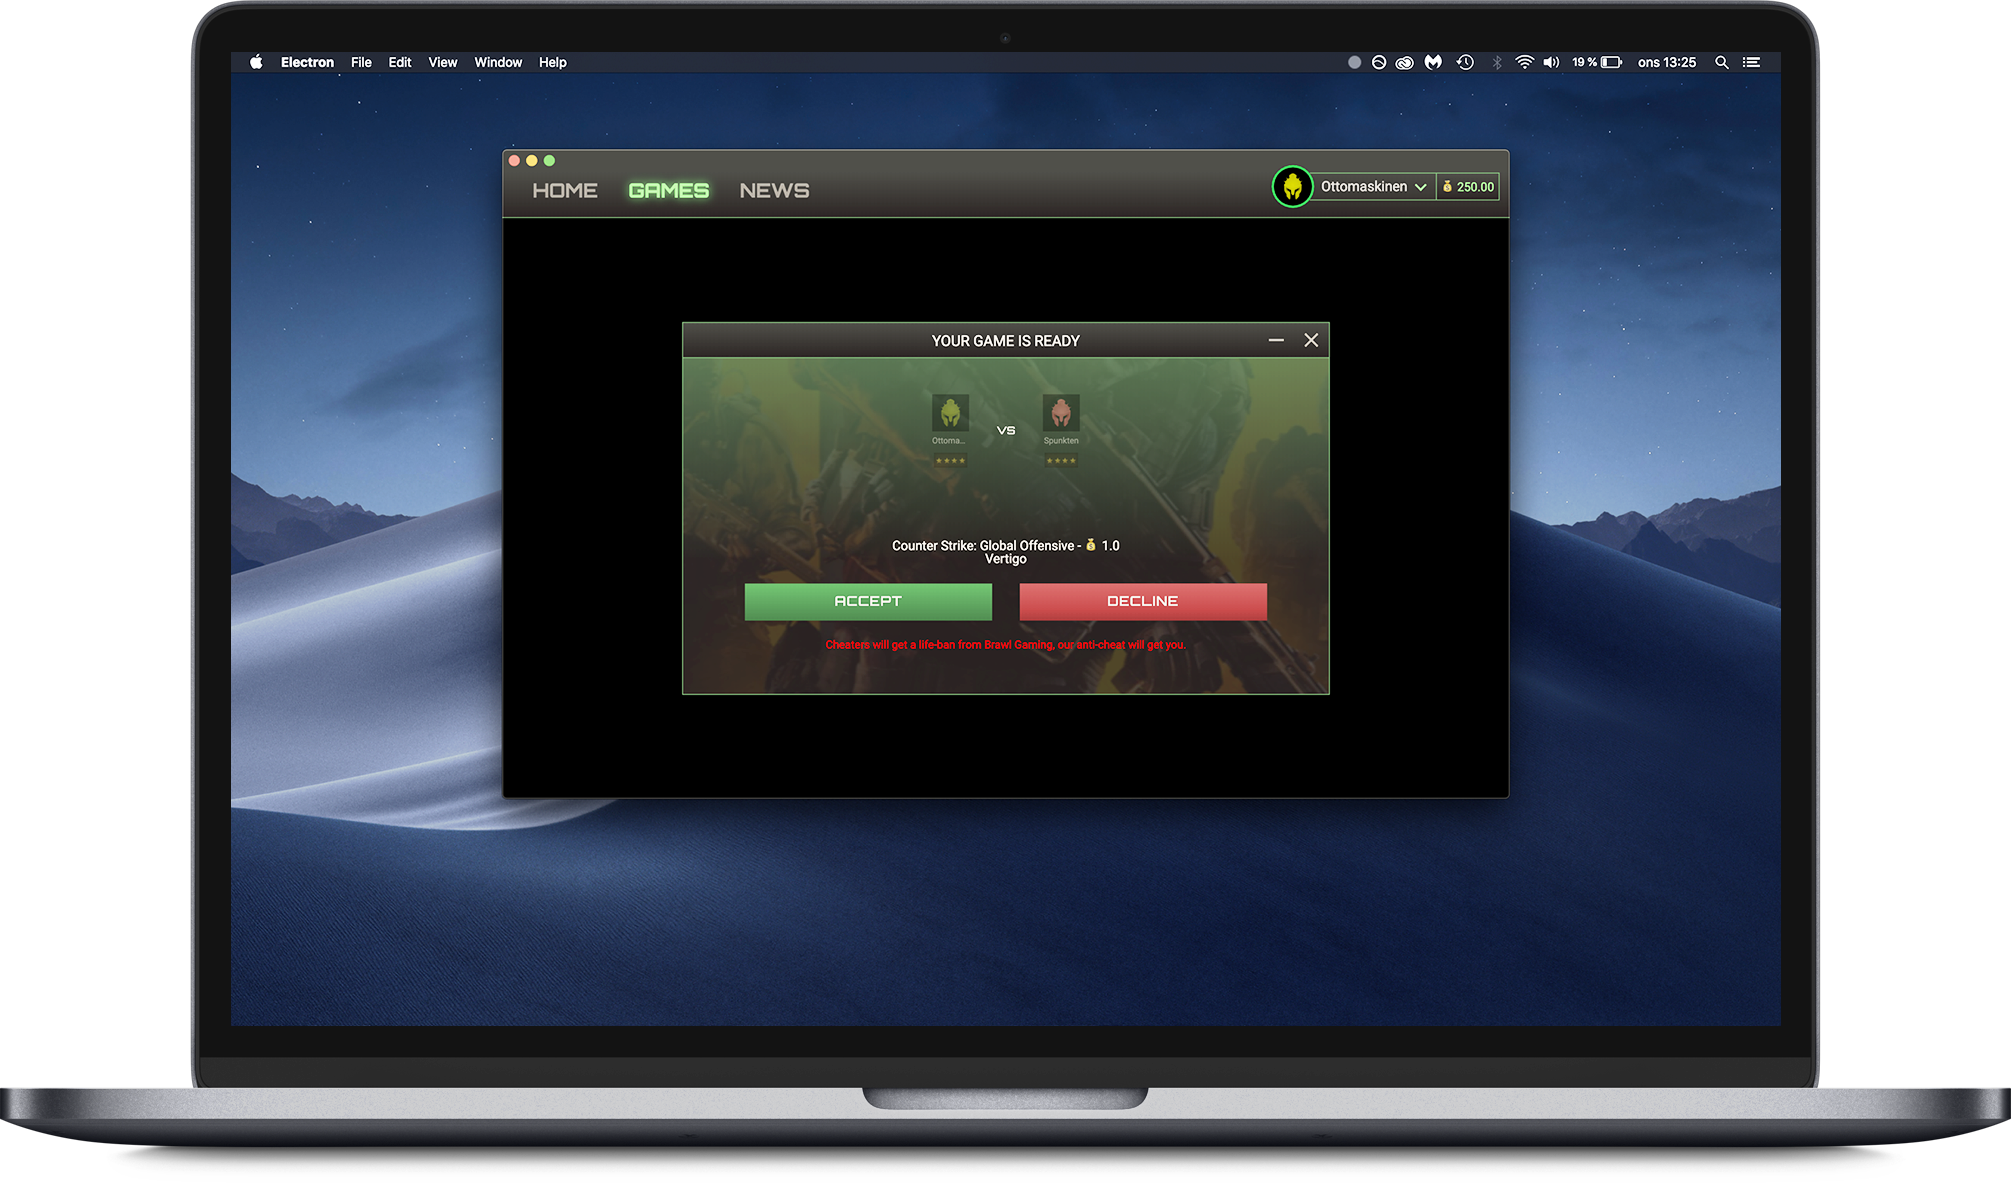 Electron File Edit View Window Help 19 % ons 13:25
HOME GAMES NEWS Ottomaskinen 250.00
YOUR GAME IS READY
VS
Ottoma... Spunkten
Counter Strike: Global Offensive - 1.0
Vertigo
ACCEPT DECLINE
Cheaters will get a life-ban from Brawl Gaming, our anti-cheat will get you.